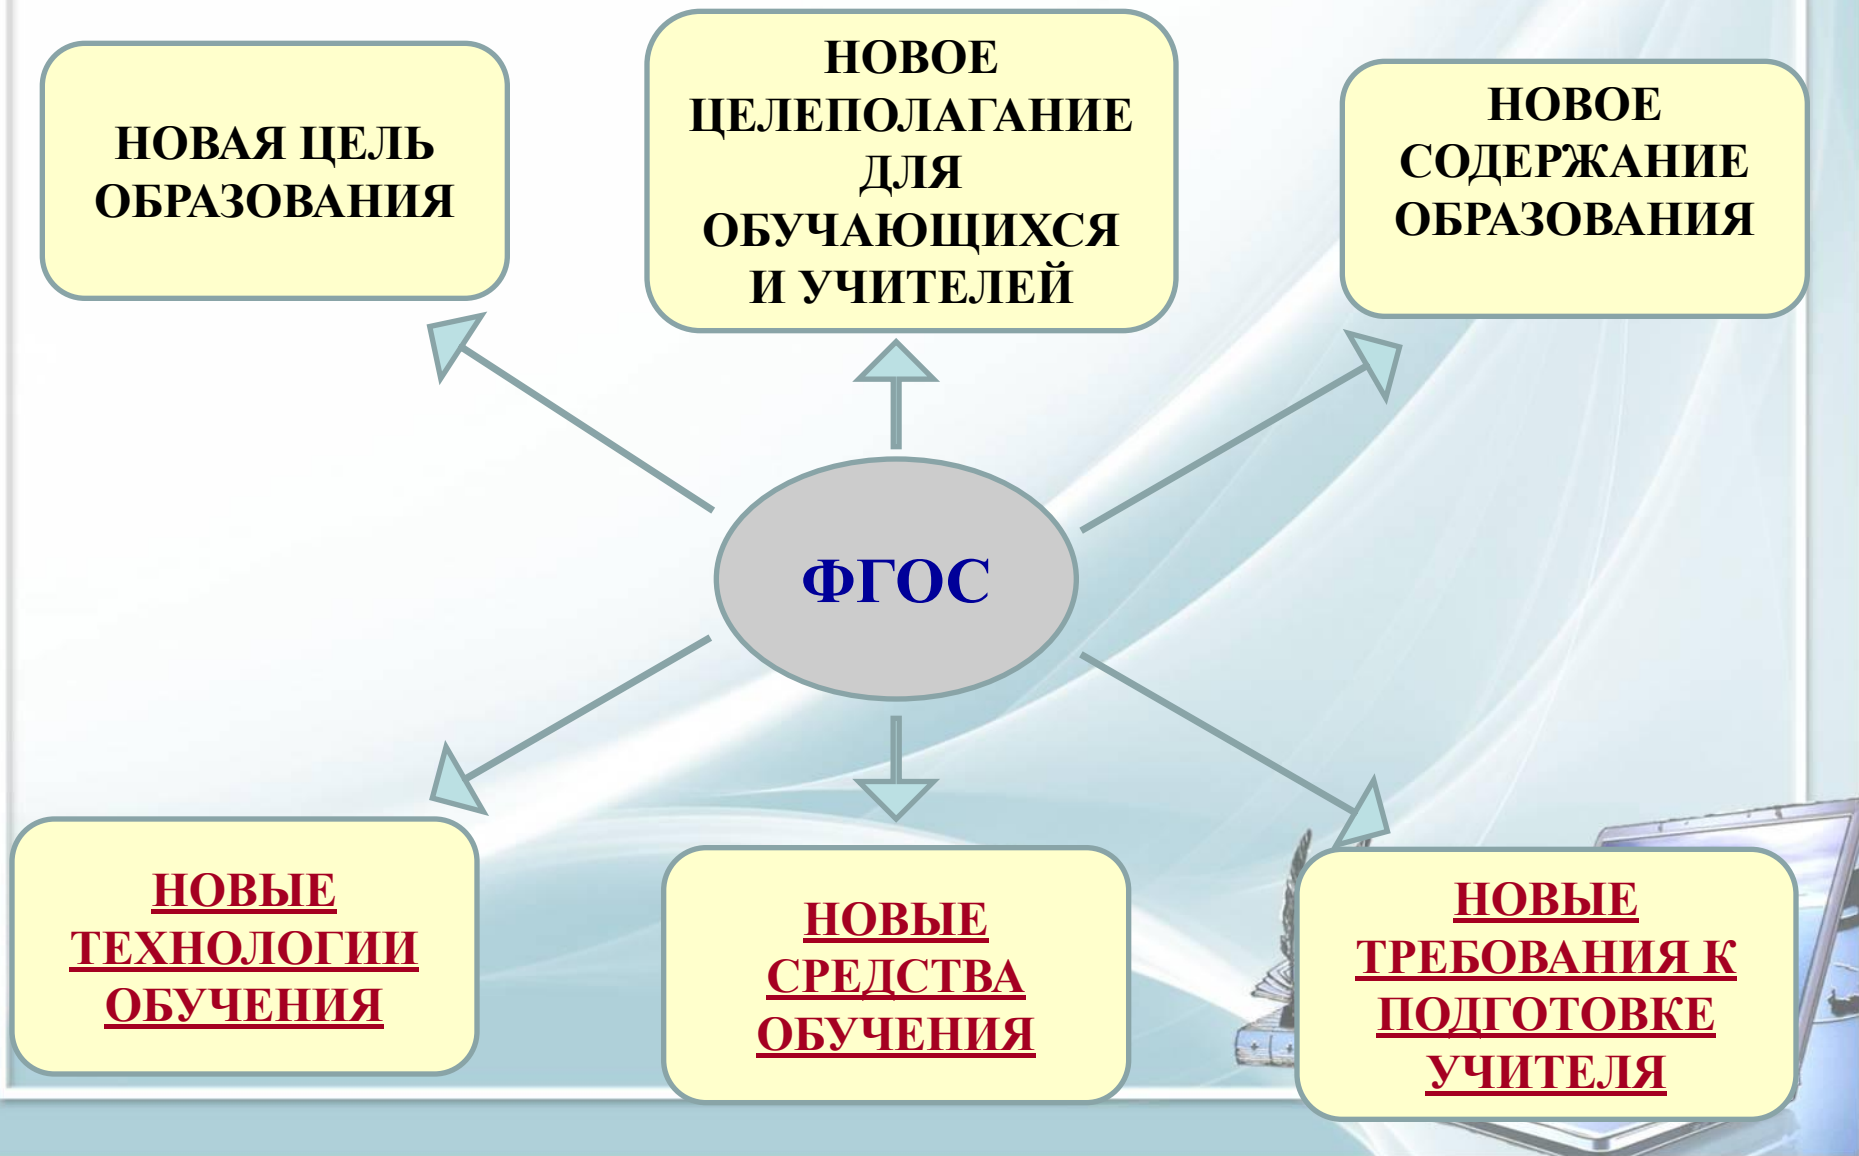 НОВАЯ ЦЕЛЬ
ОБРАЗОВАНИЯ
НОВОЕ
ЦЕЛЕПОЛАГАНИЕ
ДЛЯ
ОБУЧАЮЩИХСЯ
И УЧИТЕЛЕЙ
НОВОЕ
СОДЕРЖАНИЕ
ОБРАЗОВАНИЯ
ФГОС
НОВЫЕ
ТЕХНОЛОГИИ
ОБУЧЕНИЯ
НОВЫЕ
СРЕДСТВА
ОБУЧЕНИЯ
НОВЫЕ
ТРЕБОВАНИЯ К
ПОДГОТОВКЕ
УЧИТЕЛЯ